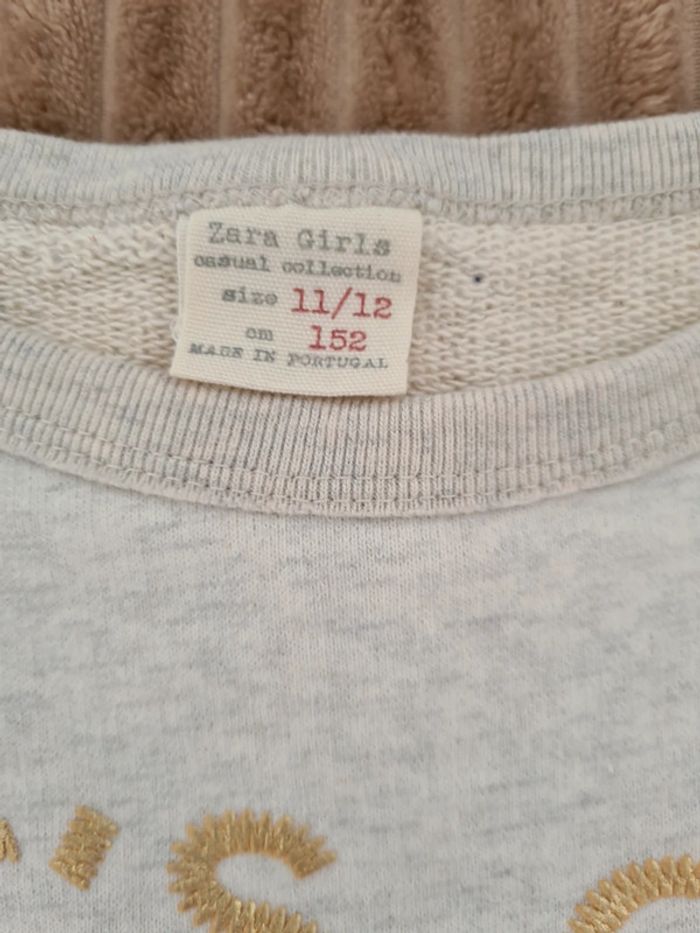 Zara Girls
casual collection
size 11/12
cm 152
MADE IN PORTUGAL